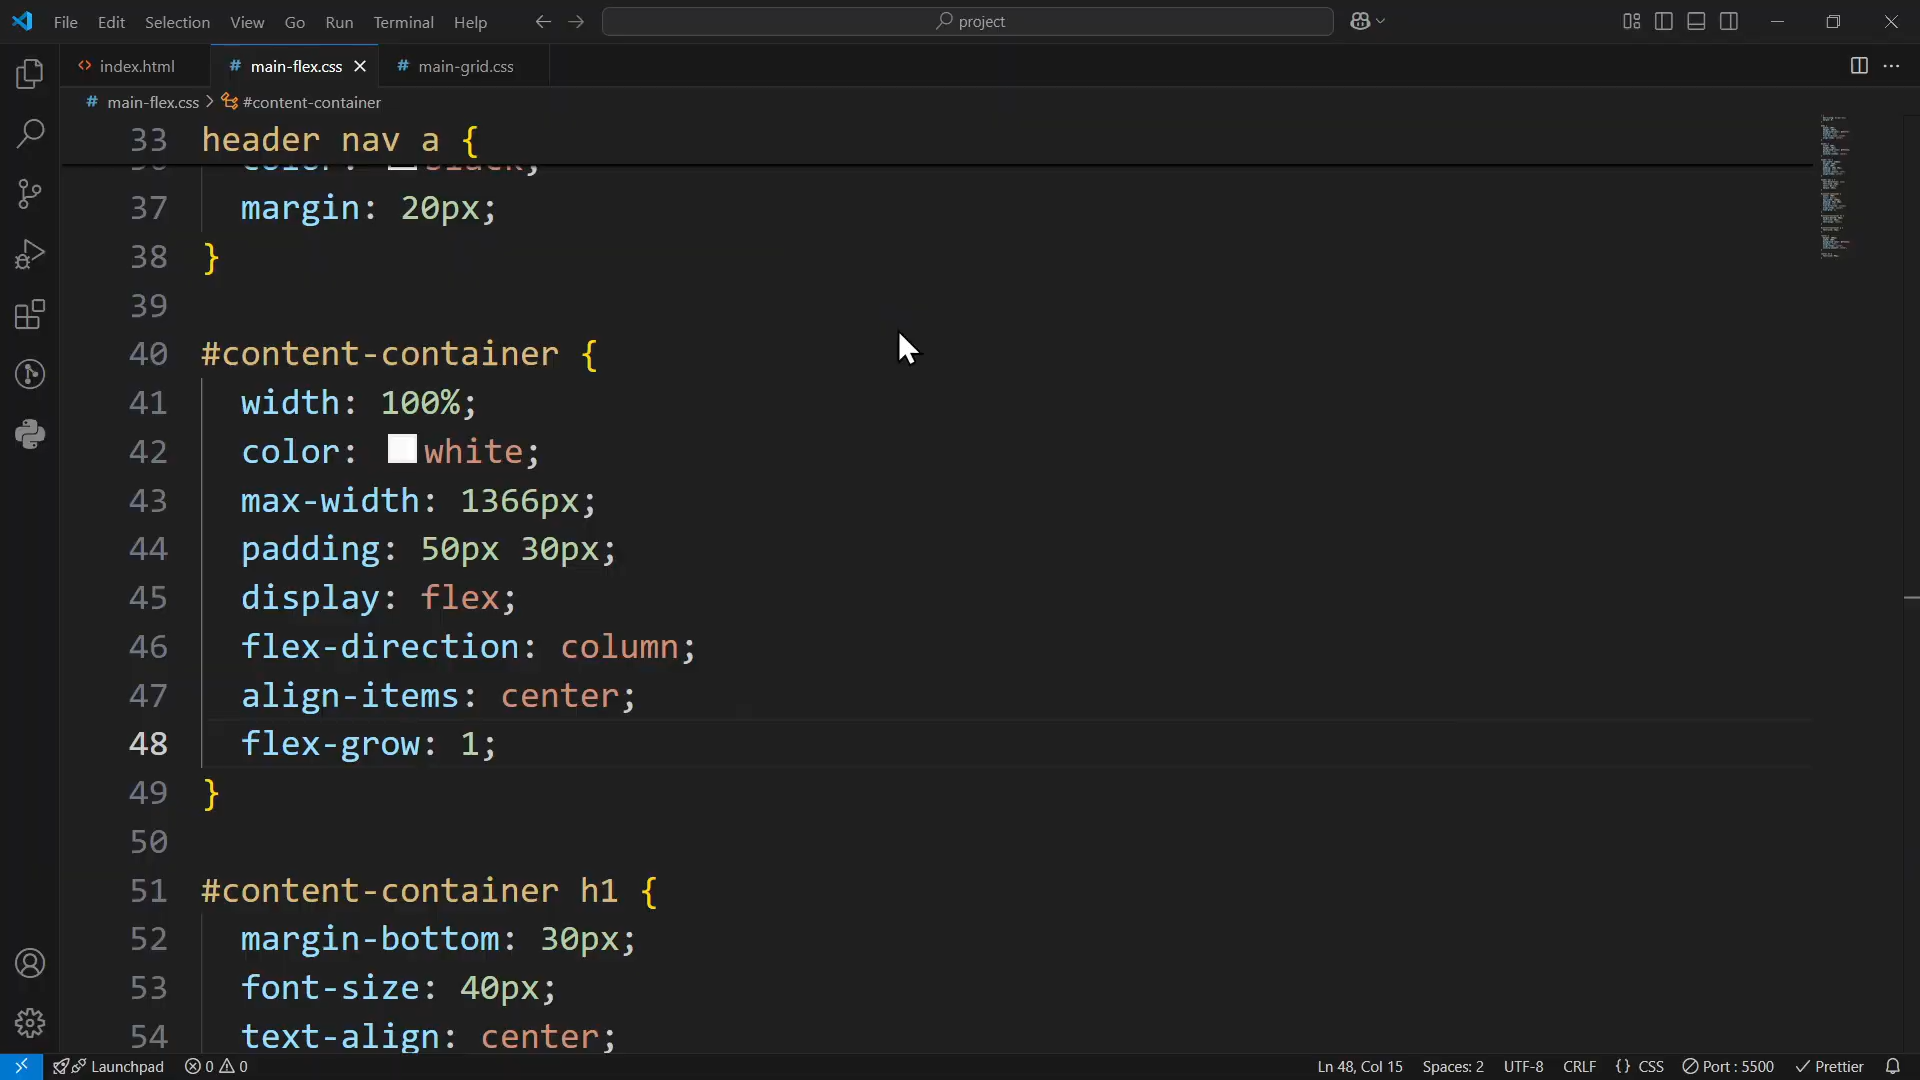 File Edit Selection View Go Run Terminal Help
project
index.html
# main-flex.css
# main-grid.css
# main-flex.css > #content-container
33 header nav a {
36 color: black;
37 margin: 20px;
38 }
39
40 #content-container {
41 width: 100%;
42 color: white;
43 max-width: 1366px;
44 padding: 50px 30px;
45 display: flex;
46 flex-direction: column;
47 align-items: center;
48 flex-grow: 1;
49 }
50
51 #content-container h1 {
52 margin-bottom: 30px;
53 font-size: 40px;
54 text-align: center;
Launchpad 0 0 Ln 48, Col 15 Spaces: 2 UTF-8 CRLF {} CSS Port : 5500 Prettier